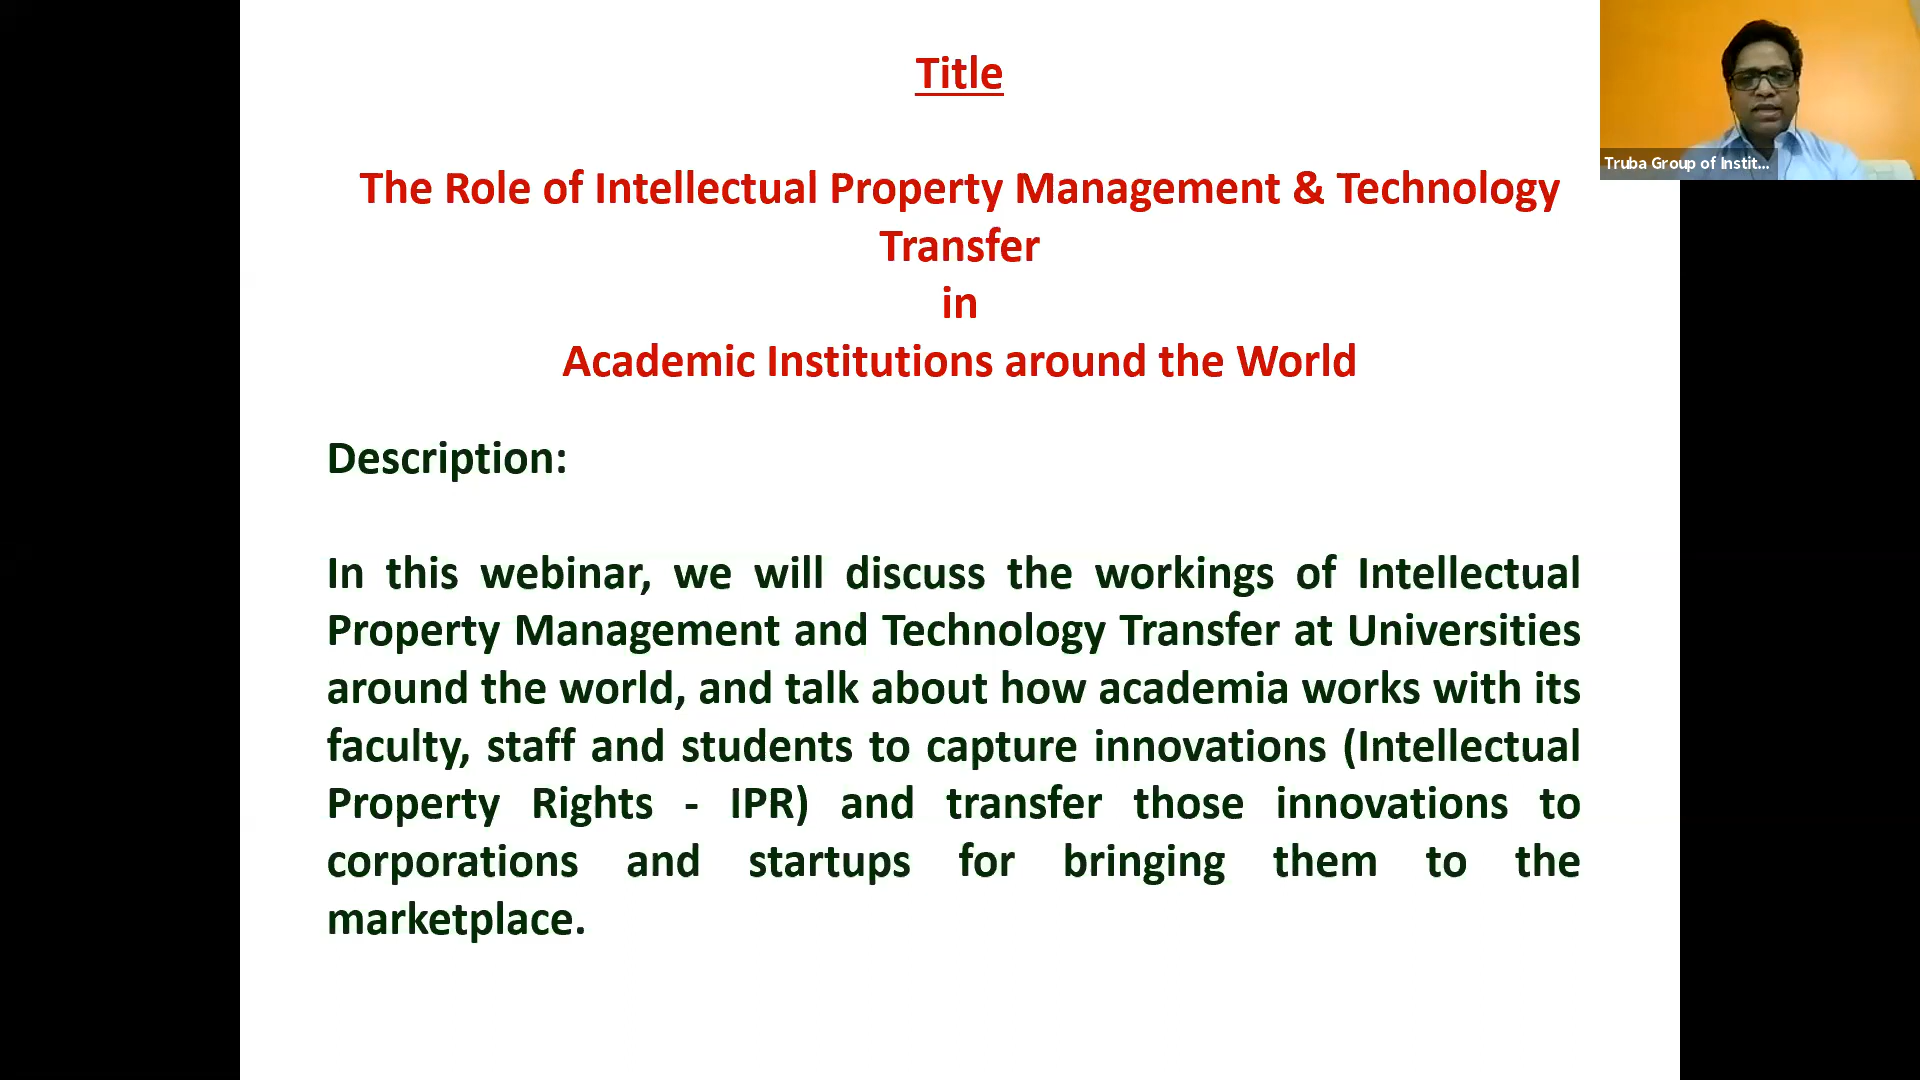 Title
The Role of Intellectual Property Management & Technology
Transfer
in
Academic Institutions around the World
Description:
In this webinar, we will discuss the workings of Intellectual
Property Management and Technology Transfer at Universities
around the world, and talk about how academia works with its
faculty, staff and students to capture innovations (Intellectual
Property Rights - IPR) and transfer those innovations to
corporations and startups for bringing them to the
marketplace.
Truba Group of Instit...